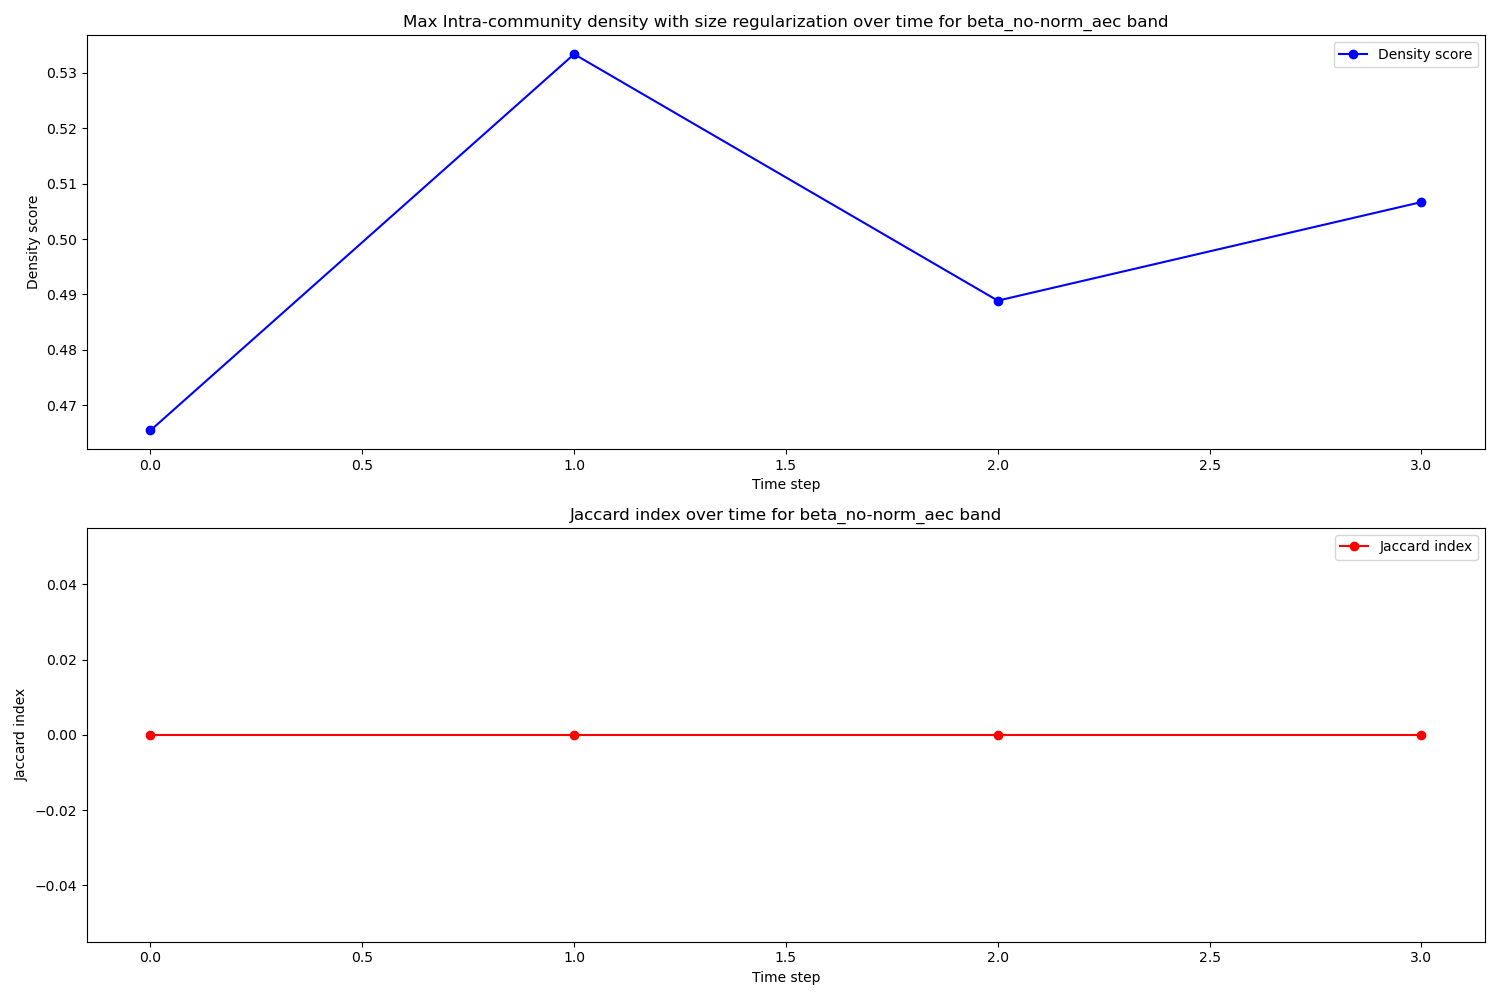 Max Intra-community density with size regularization over time for beta_no-norm_aec band
Density score
0.53
0.52
0.51
0.50
0.49
0.48
0.47
Density score
0.0 0.5 1.0 1.5 2.0 2.5 3.0
Time step
Jaccard index over time for beta_no-norm_aec band
Jaccard index
0.04
0.02
0.00
−0.02
−0.04
Jaccard index
0.0 0.5 1.0 1.5 2.0 2.5 3.0
Time step